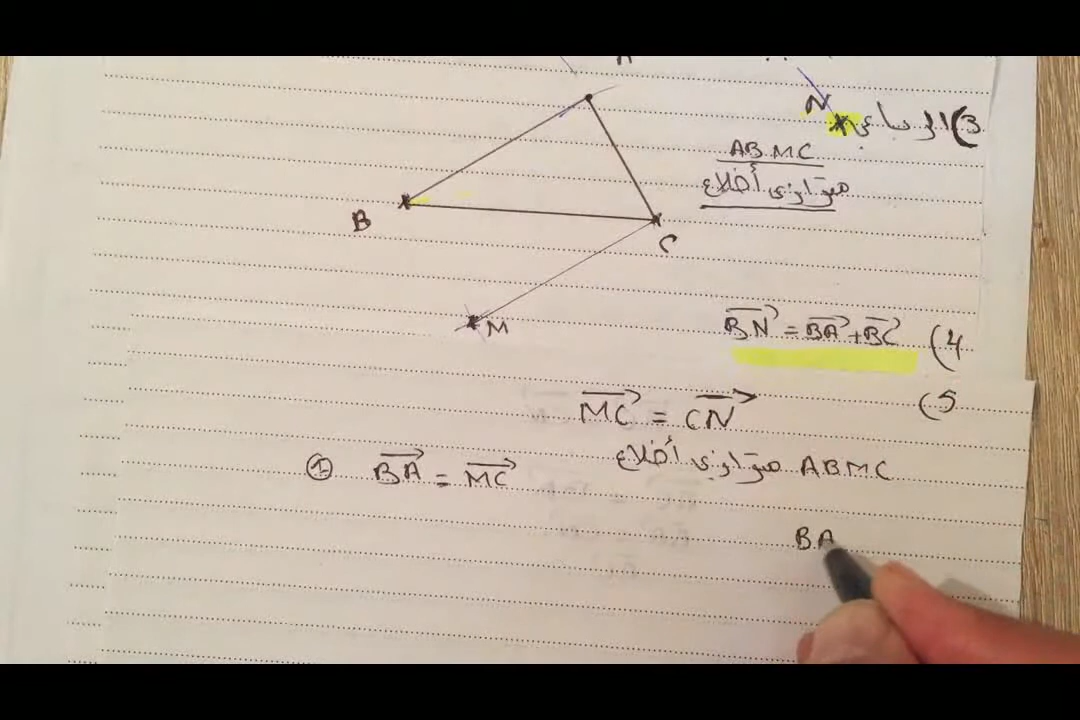 3) الرباعي
N
ABMC
متوازي أضلاع
B
C
M
4) BN = BA + BC
5)
MC = CN
ABMC متوازي أضلاع
① BA = MC
BA